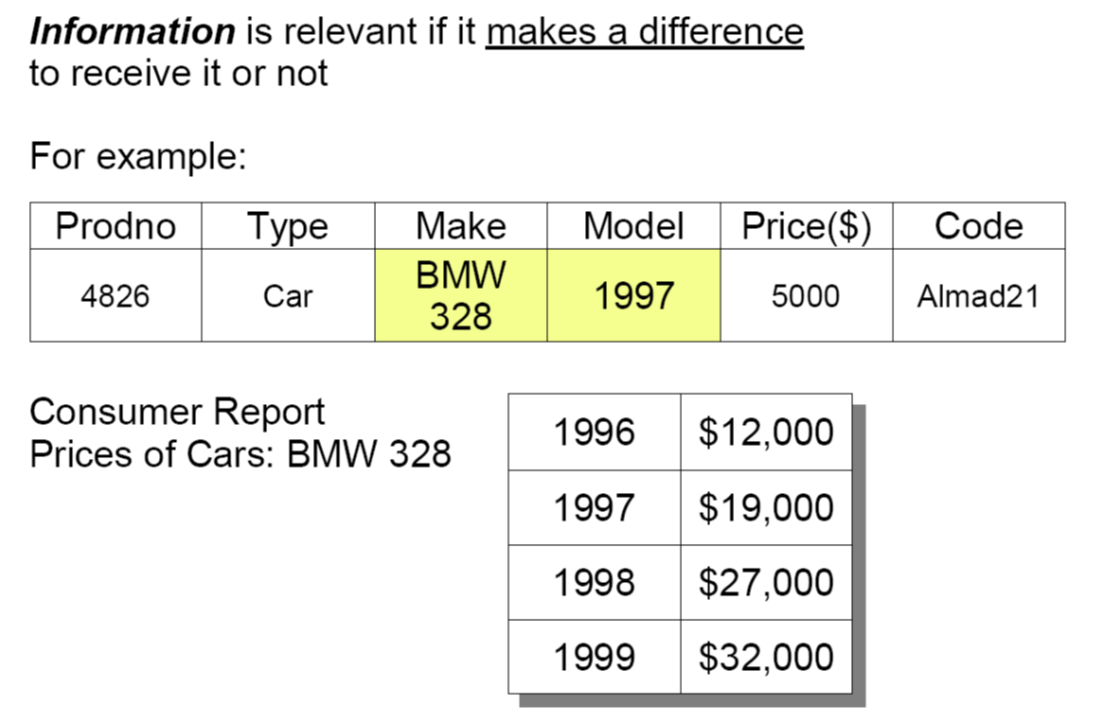 Information is relevant if it makes a difference
to receive it or not
For example:
Prodno Type Make Model Price($) Code
4826 Car BMW 328 1997 5000 Almad21
Consumer Report
Prices of Cars: BMW 328
1996 $12,000
1997 $19,000
1998 $27,000
1999 $32,000